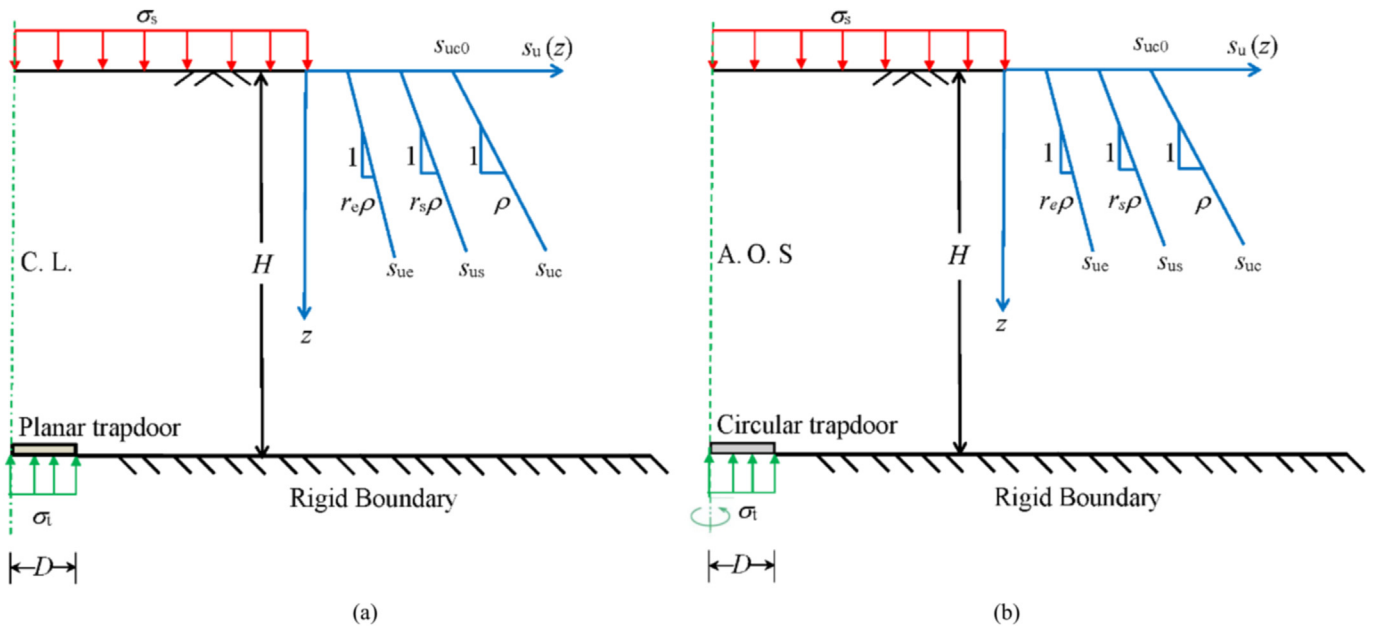 σs
suc0
su (z)
1
1
1
reρ
rsρ
ρ
C. L.
H
sue
sus
suc
z
Planar trapdoor
Rigid Boundary
σt
D
(a)
σs
suc0
su (z)
1
1
1
reρ
rsρ
ρ
A. O. S
H
sue
sus
suc
z
Circular trapdoor
Rigid Boundary
σt
D
(b)